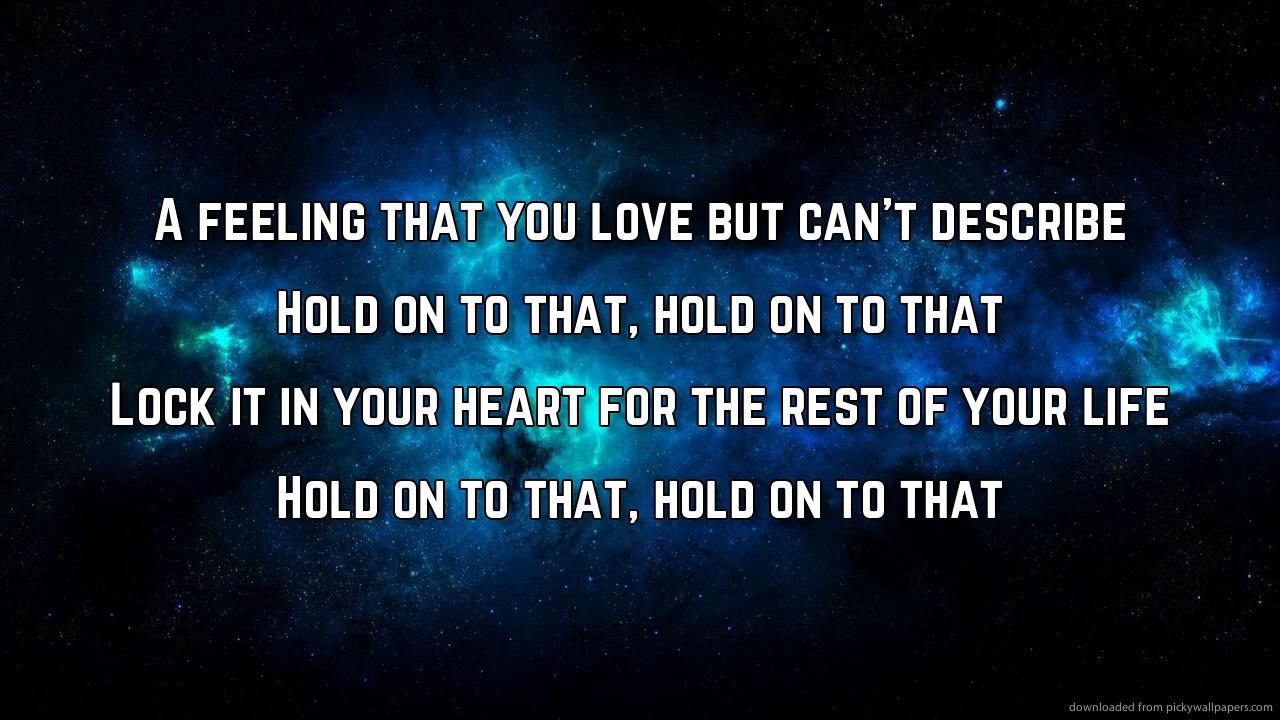 A feeling that you love but can't describe
Hold on to that, hold on to that
Lock it in your heart for the rest of your life
Hold on to that, hold on to that
downloaded from pickywallpapers.com